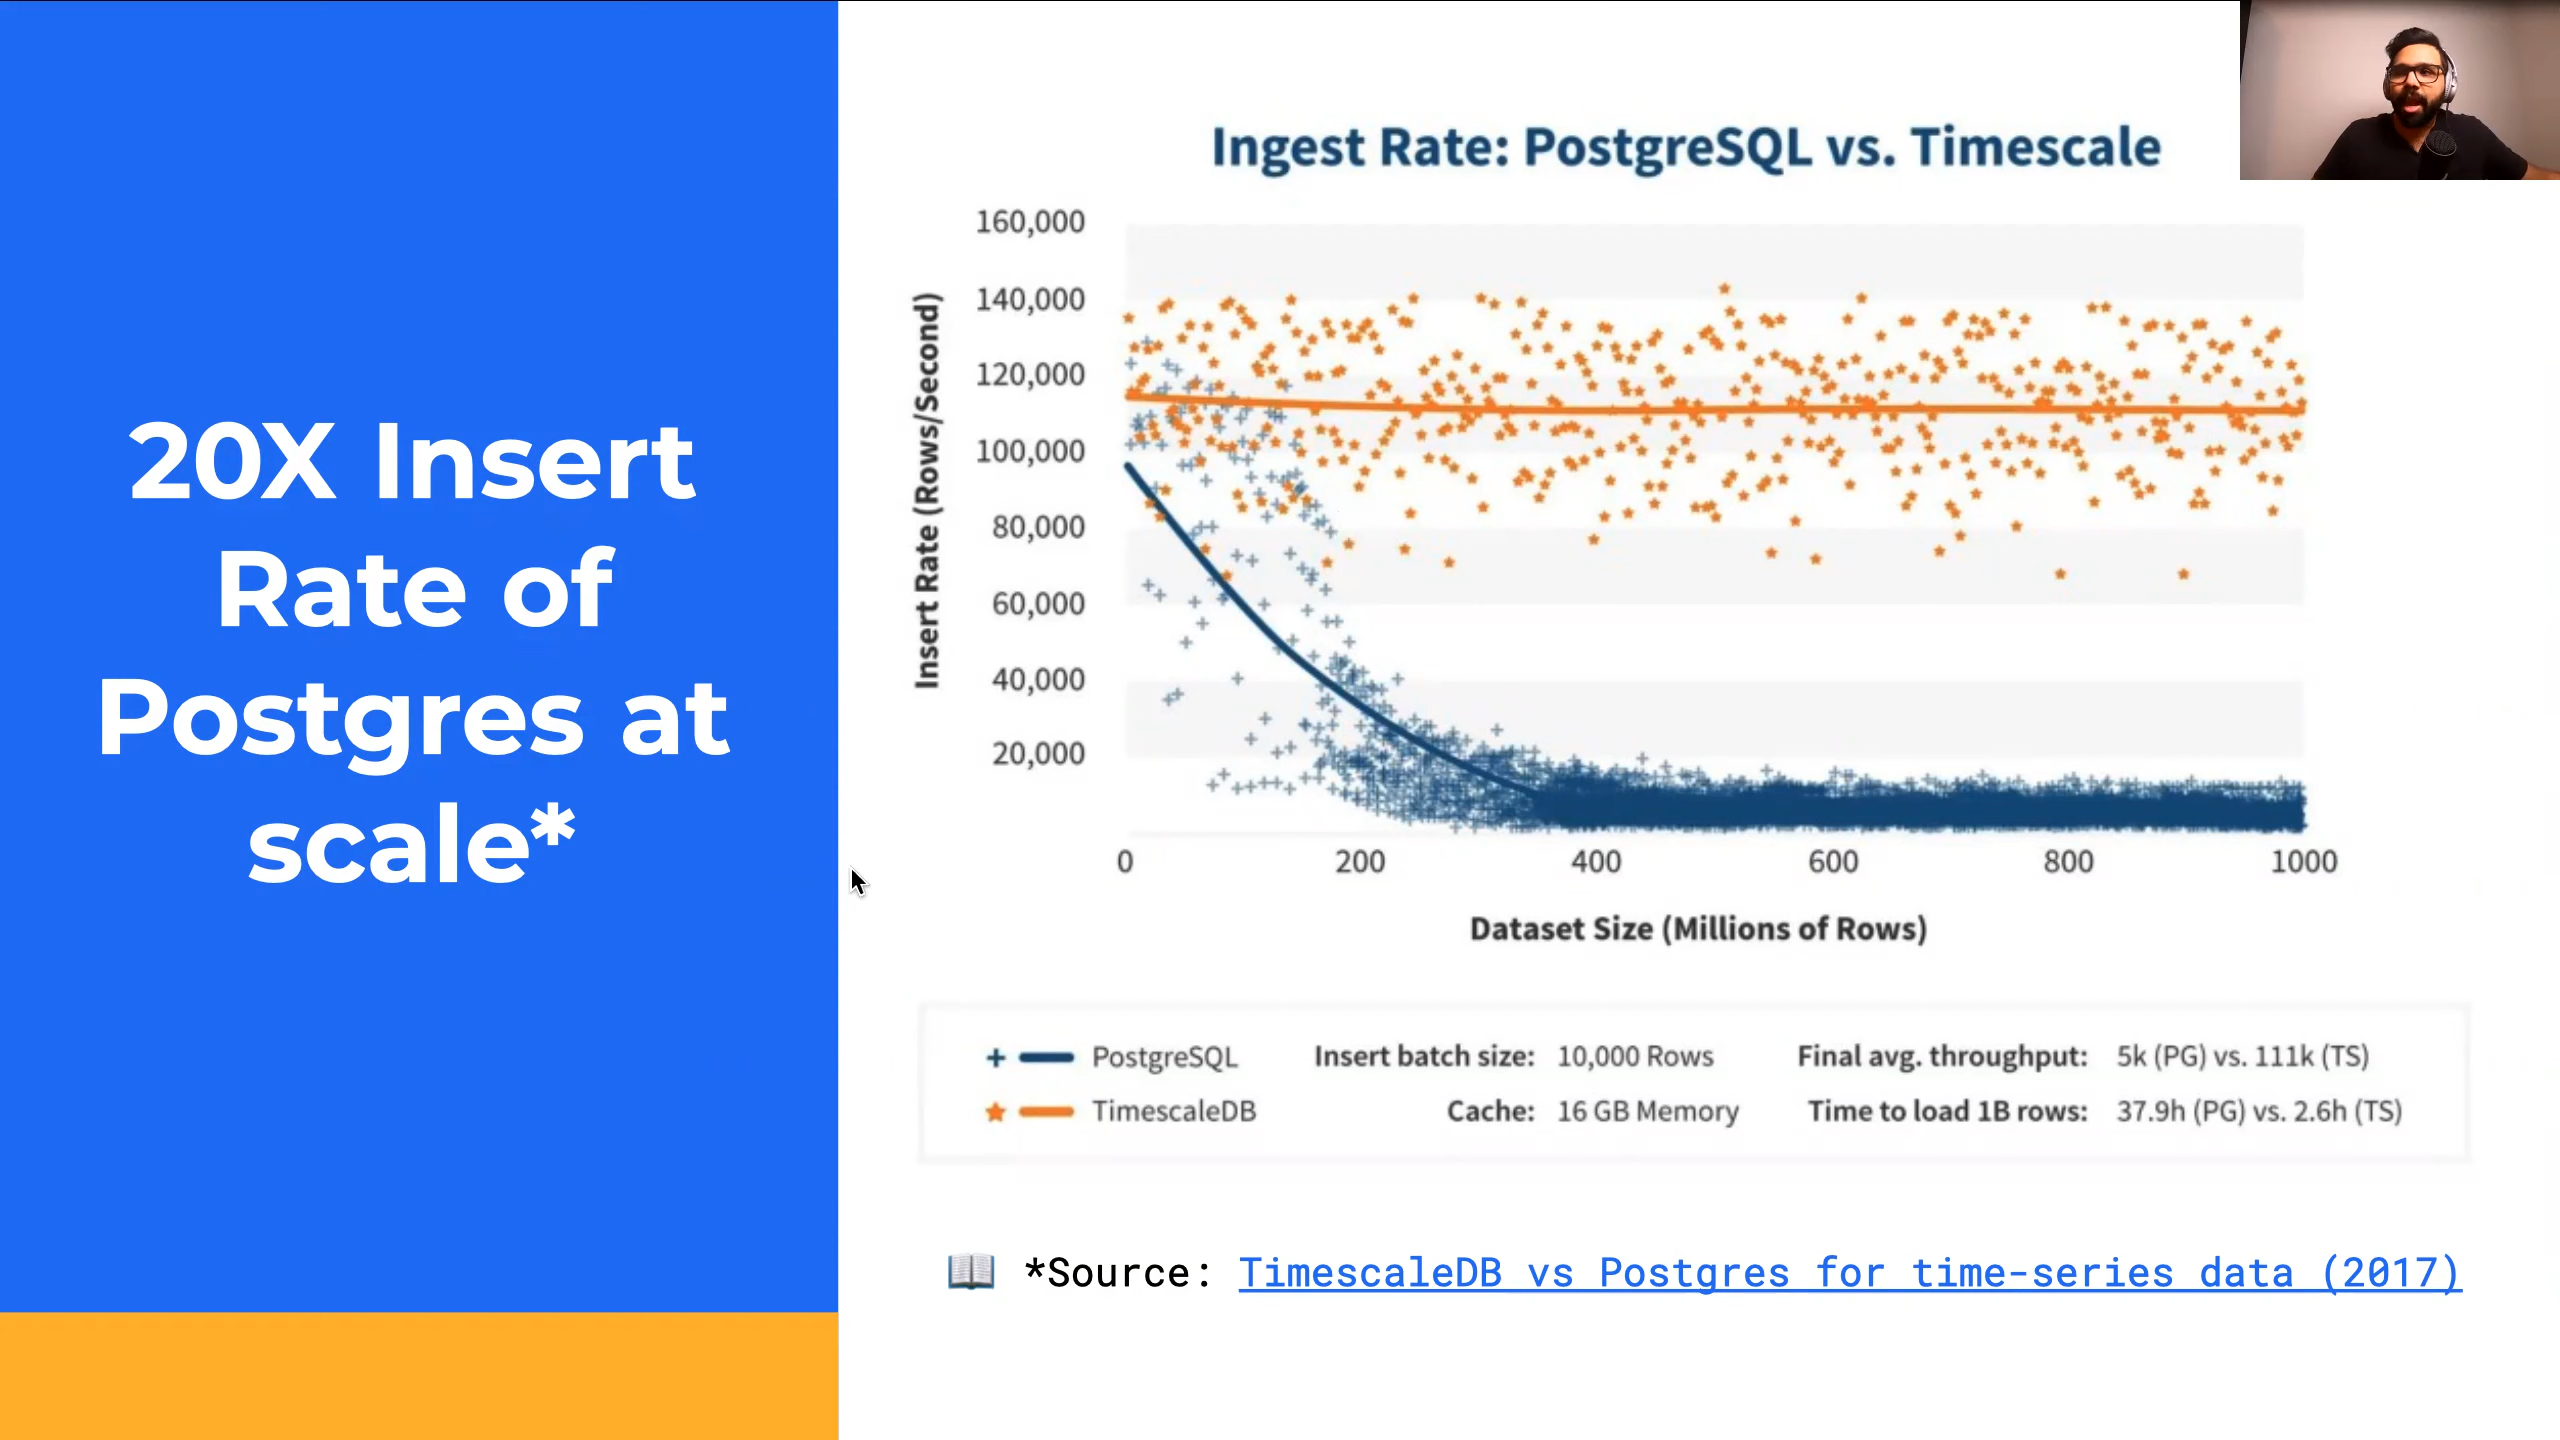 20X Insert
Rate of
Postgres at
scale*
Ingest Rate: PostgreSQL vs. Timescale
Insert Rate (Rows/Second)
160,000
140,000
120,000
100,000
80,000
60,000
40,000
20,000
0 200 400 600 800 1000
Dataset Size (Millions of Rows)
PostgreSQL Insert batch size: 10,000 Rows Final avg. throughput: 5k (PG) vs. 111k (TS)
TimescaleDB Cache: 16 GB Memory Time to load 1B rows: 37.9h (PG) vs. 2.6h (TS)
*Source: TimescaleDB vs Postgres for time-series data (2017)